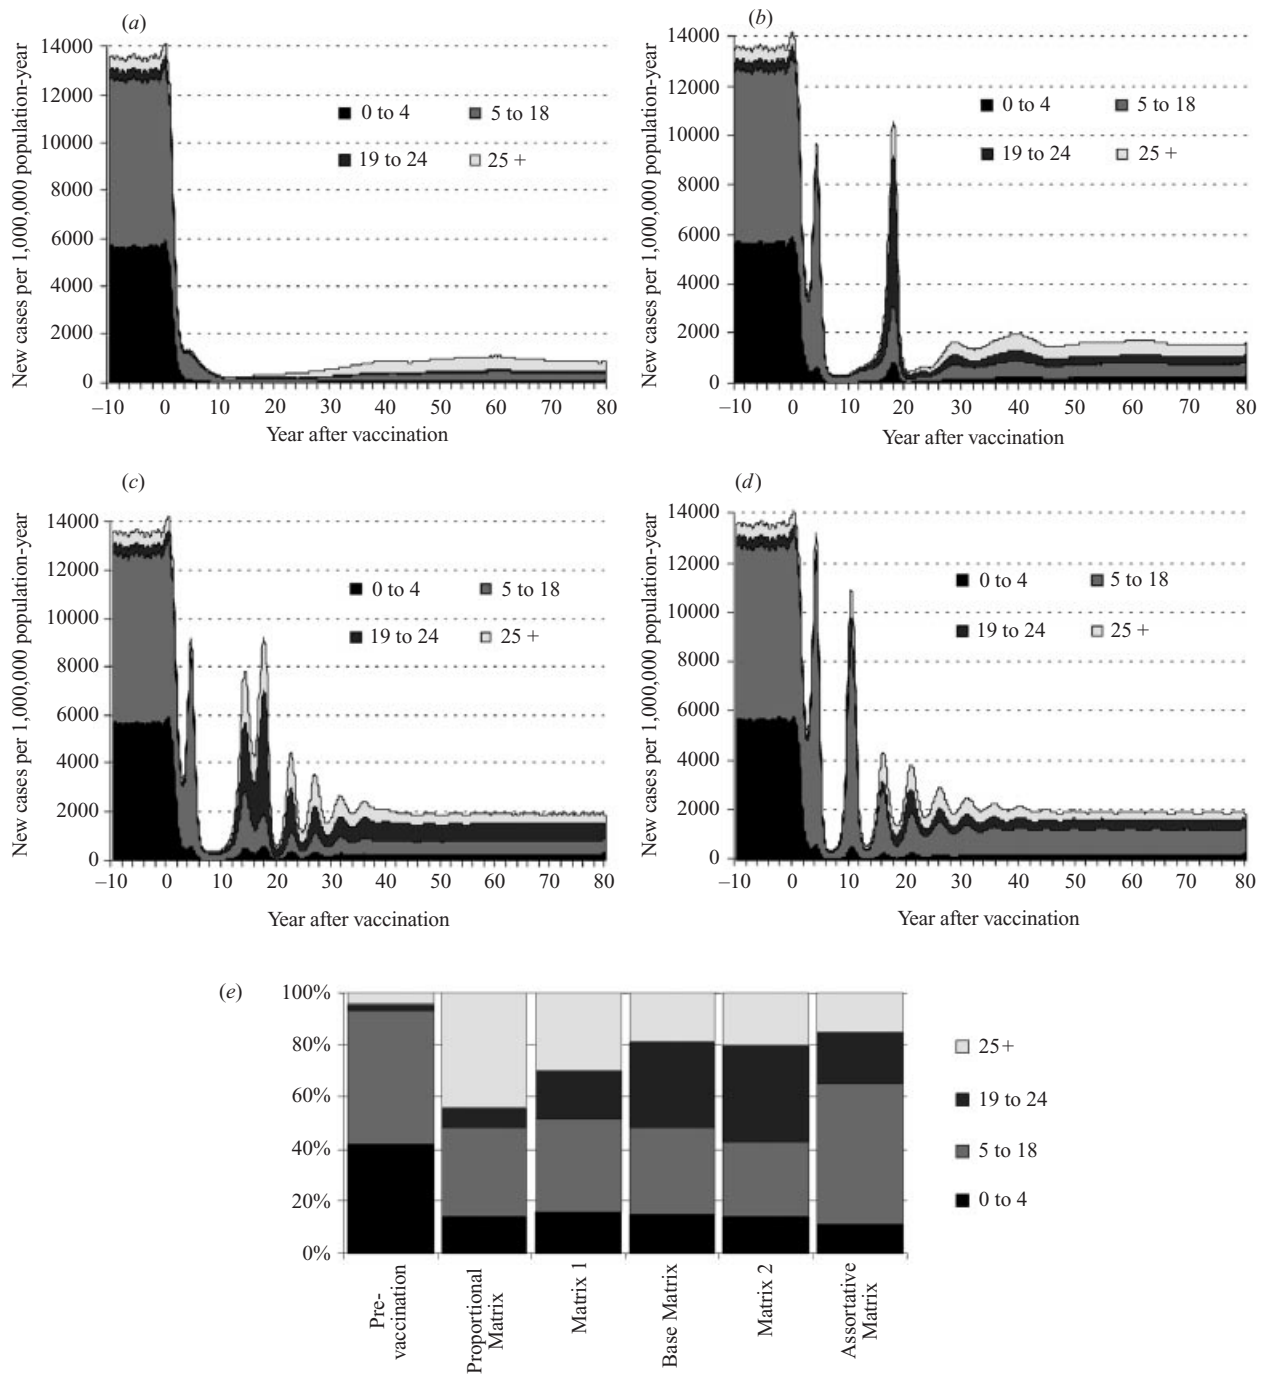 (a)
New cases per 1,000,000 population-year
14000
12000
10000
8000
6000
4000
2000
0
0 to 4
5 to 18
19 to 24
25 +
–10 0 10 20 30 40 50 60 70 80
Year after vaccination
(b)
New cases per 1,000,000 population-year
14000
12000
10000
8000
6000
4000
2000
0
0 to 4
5 to 18
19 to 24
25 +
–10 0 10 20 30 40 50 60 70 80
Year after vaccination
(c)
New cases per 1,000,000 population-year
14000
12000
10000
8000
6000
4000
2000
0
0 to 4
5 to 18
19 to 24
25 +
–10 0 10 20 30 40 50 60 70 80
Year after vaccination
(d)
New cases per 1,000,000 population-year
14000
12000
10000
8000
6000
4000
2000
0
0 to 4
5 to 18
19 to 24
25 +
–10 0 10 20 30 40 50 60 70 80
Year after vaccination
(e)
100%
80%
60%
40%
20%
0%
25+
19 to 24
5 to 18
0 to 4
Pre-
vaccination
Proportional
Matrix
Matrix 1
Base Matrix
Matrix 2
Assortative
Matrix